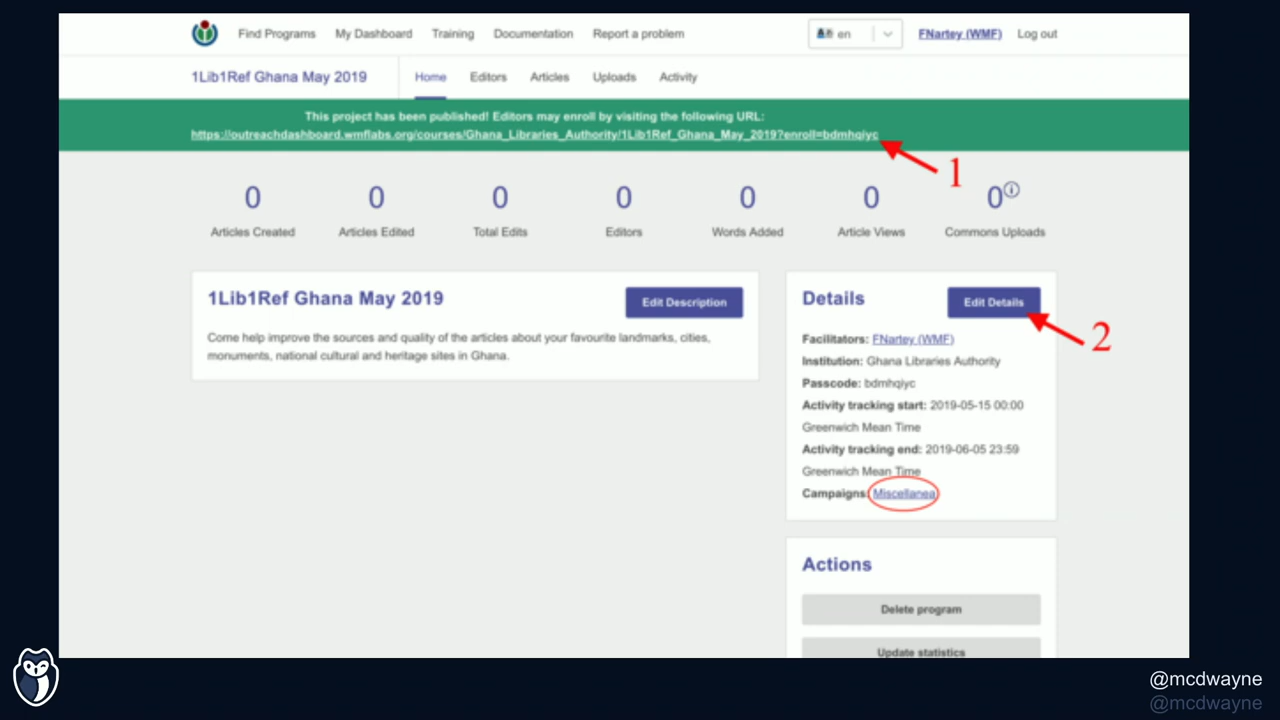 Find Programs My Dashboard Training Documentation Report a problem en FNartey (WMF) Log out
1Lib1Ref Ghana May 2019 Home Editors Articles Uploads Activity
This project has been published! Editors may enroll by visiting the following URL:
https://outreachdashboard.wmflabs.org/courses/Ghana_Libraries_Authority/1Lib1Ref_Ghana_May_2019?enroll=bdmhqiyc
1
0 0 0 0 0 0 0
Articles Created Articles Edited Total Edits Editors Words Added Article Views Commons Uploads
1Lib1Ref Ghana May 2019
Edit Description
Come help improve the sources and quality of the articles about your favourite landmarks, cities,
monuments, national cultural and heritage sites in Ghana.
Details
Edit Details
2
Facilitators: FNartey (WMF)
Institution: Ghana Libraries Authority
Passcode: bdmhqiyc
Activity tracking start: 2019-05-15 00:00
Greenwich Mean Time
Activity tracking end: 2019-06-05 23:59
Greenwich Mean Time
Campaigns: Miscellanea
Actions
Delete program
Update statistics
@mcdwayne
@mcdwayne